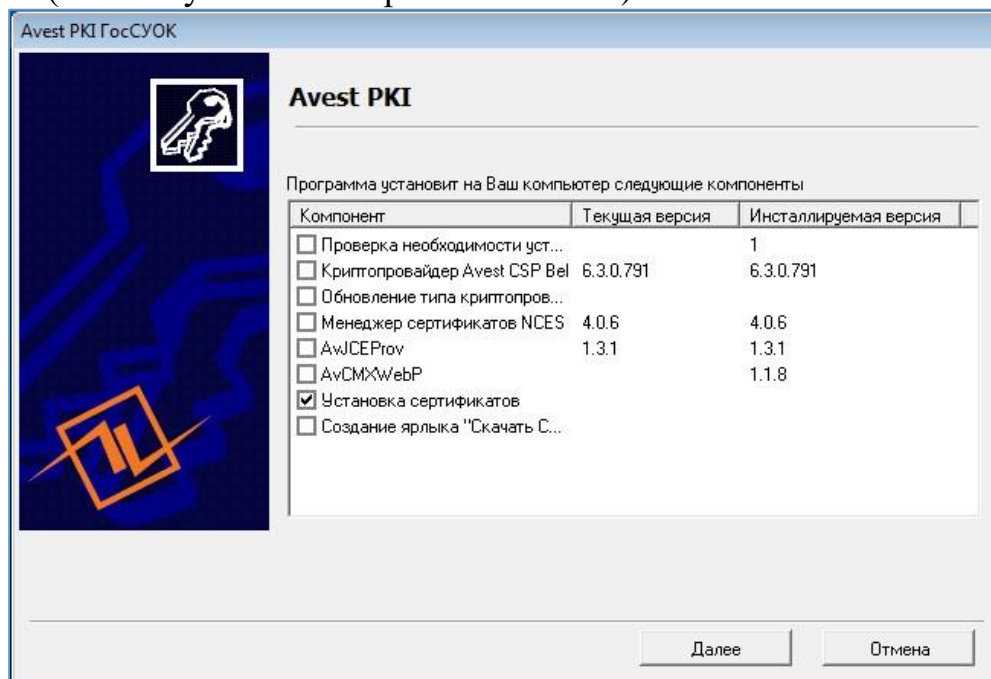 Avest PKI ГосСУОК
Avest PKI
Программа установит на Ваш компьютер следующие компоненты
Компонент Текущая версия Инсталлируемая версия
Проверка необходимости уст... 1
Криптопровайдер Avest CSP Bel 6.3.0.791 6.3.0.791
Обновление типа криптопров...
Менеджер сертификатов NCES 4.0.6 4.0.6
AvJCEProv 1.3.1 1.3.1
AvCMXWebP 1.1.8
Установка сертификатов
Создание ярлыка "Скачать С...
Далее Отмена